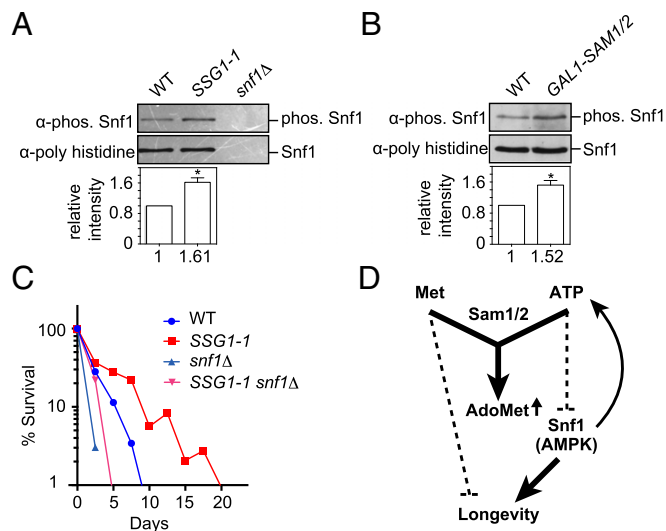 A
WT SSG1-1 snf1Δ
α-phos. Snf1 phos. Snf1
α-poly histidine Snf1
relative intensity
1.6
0.8
0
*
1 1.61
B
WT GAL1-SAM1/2
α-phos. Snf1 phos. Snf1
α-poly histidine Snf1
relative intensity
1.6
0.8
0
*
1 1.52
C
WT
SSG1-1
snf1Δ
SSG1-1 snf1Δ
% Survival
100
10
1
0 5 10 15 20
Days
D
Met ATP
Sam1/2
AdoMet
Snf1
(AMPK)
Longevity